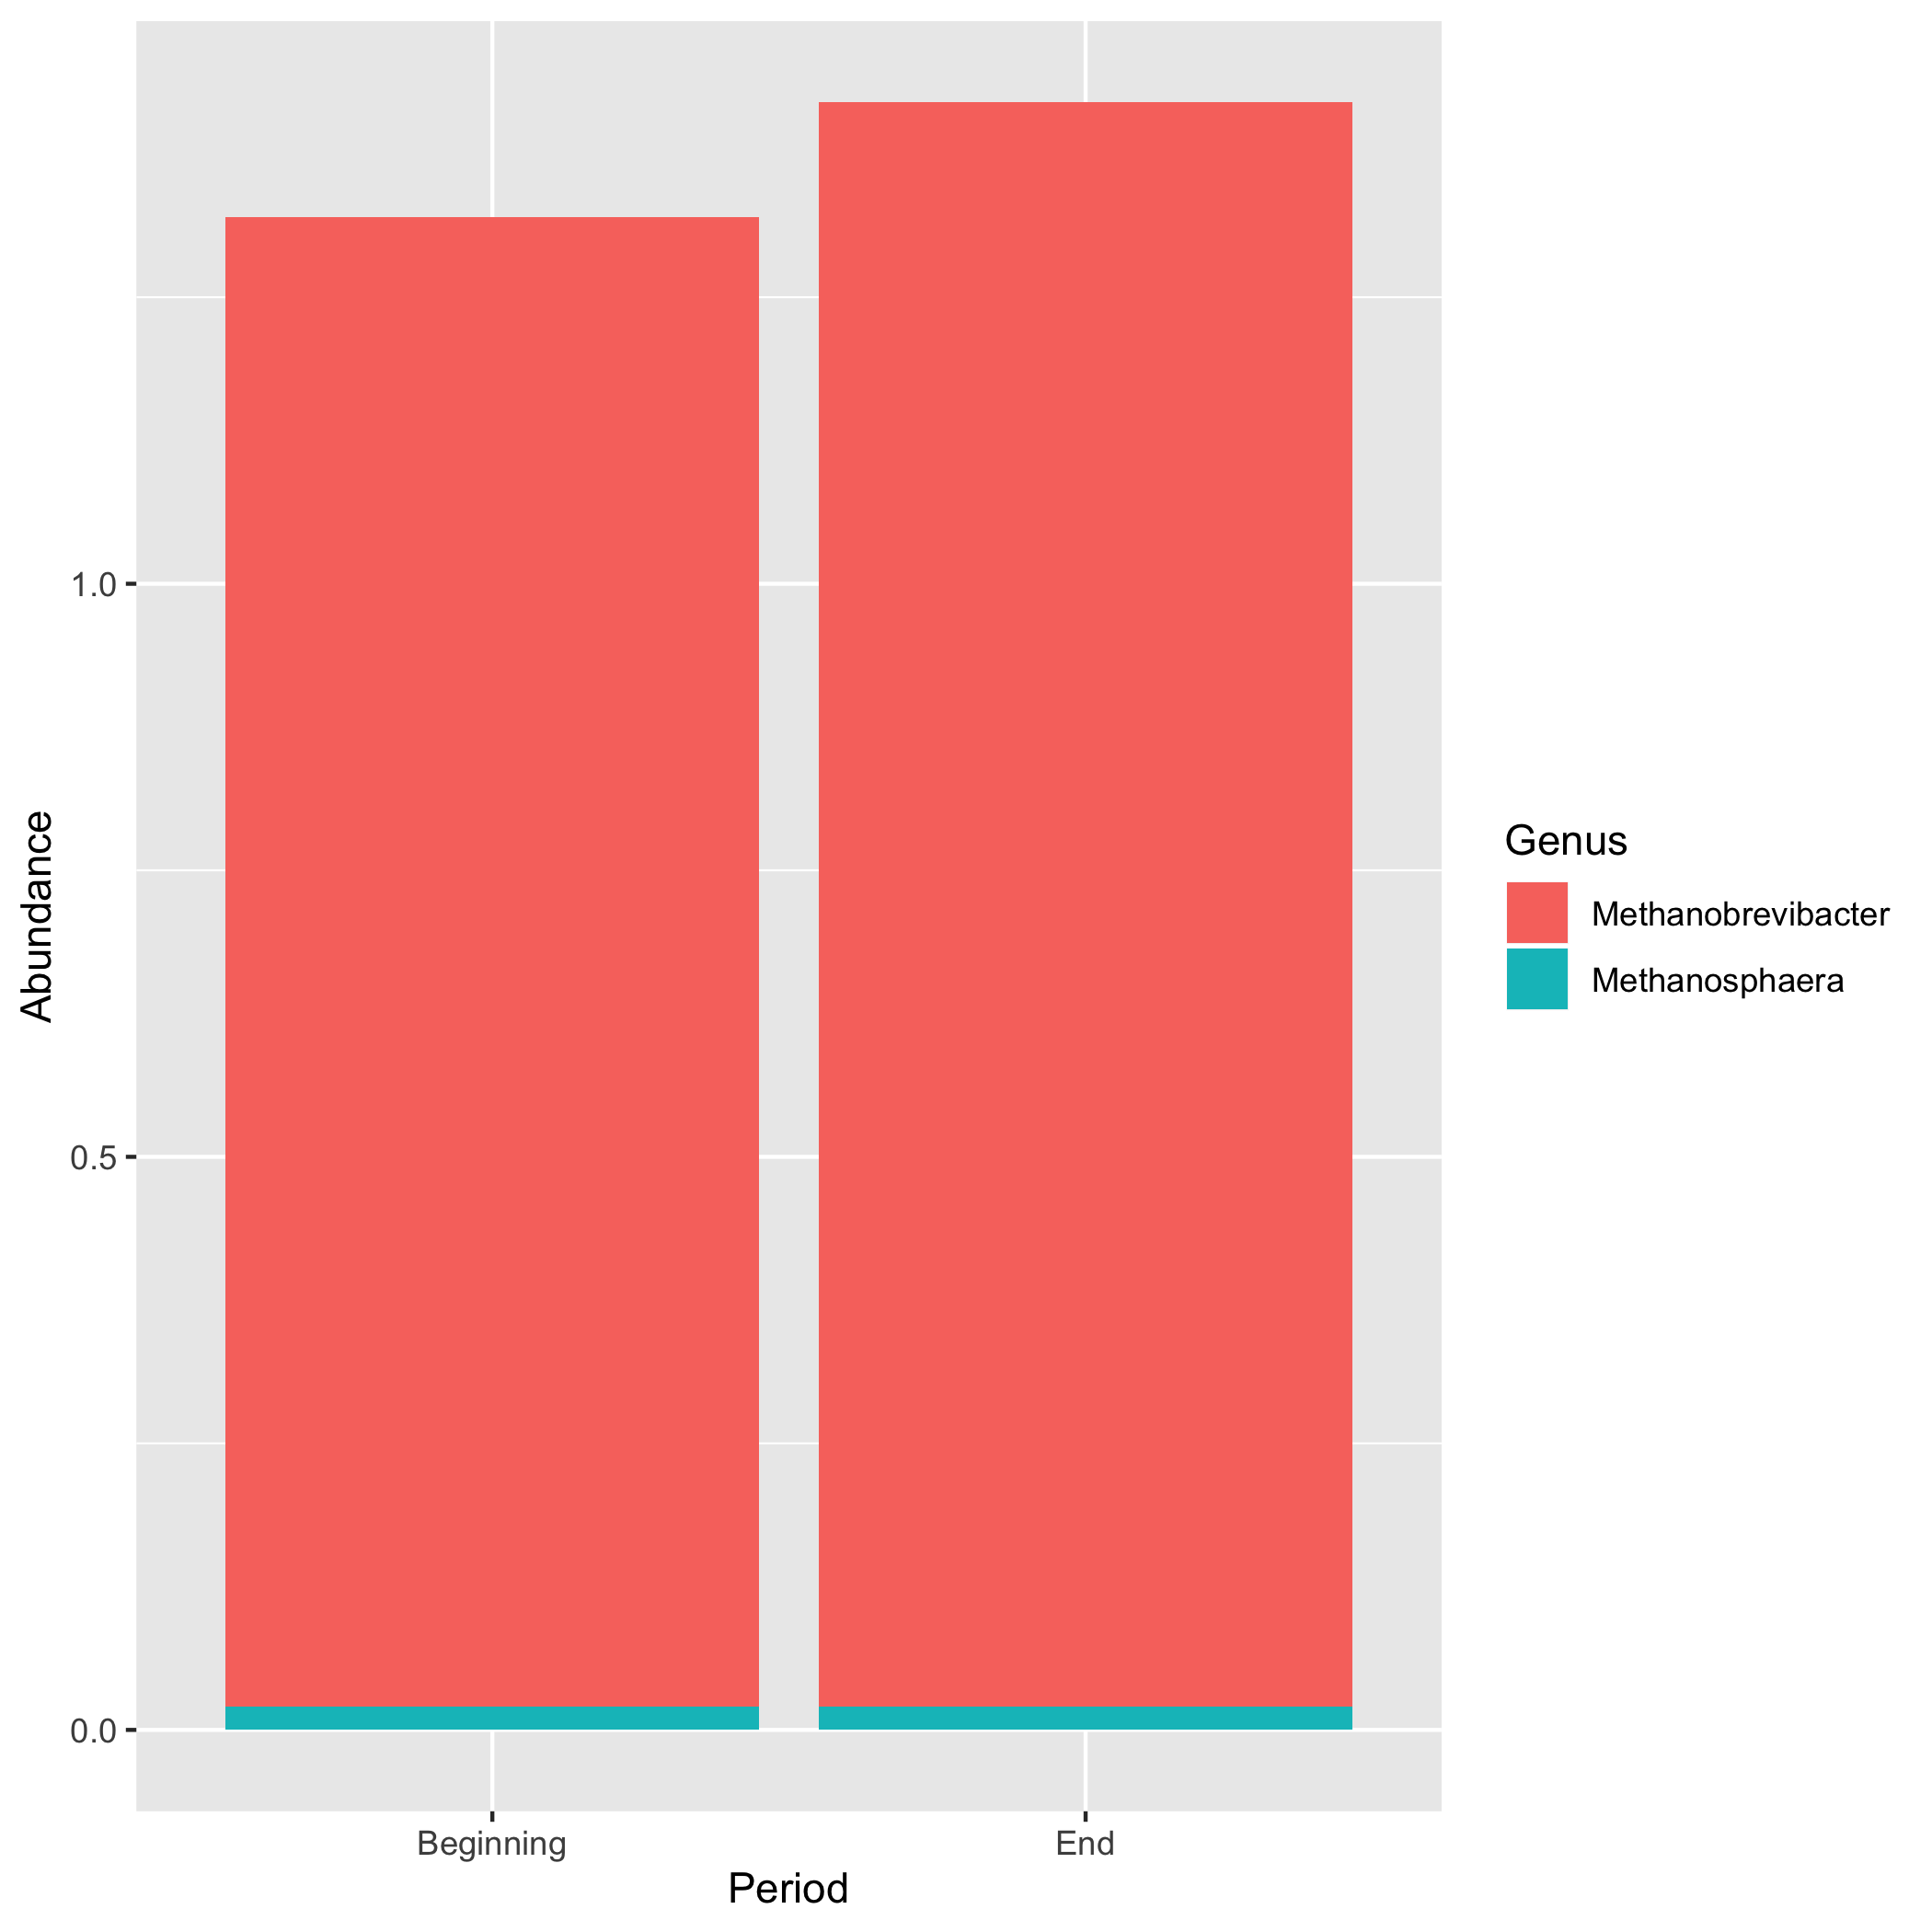 Abundance
1.0
0.5
0.0
Beginning
End
Period
Genus
Methanobrevibacter
Methanosphaera